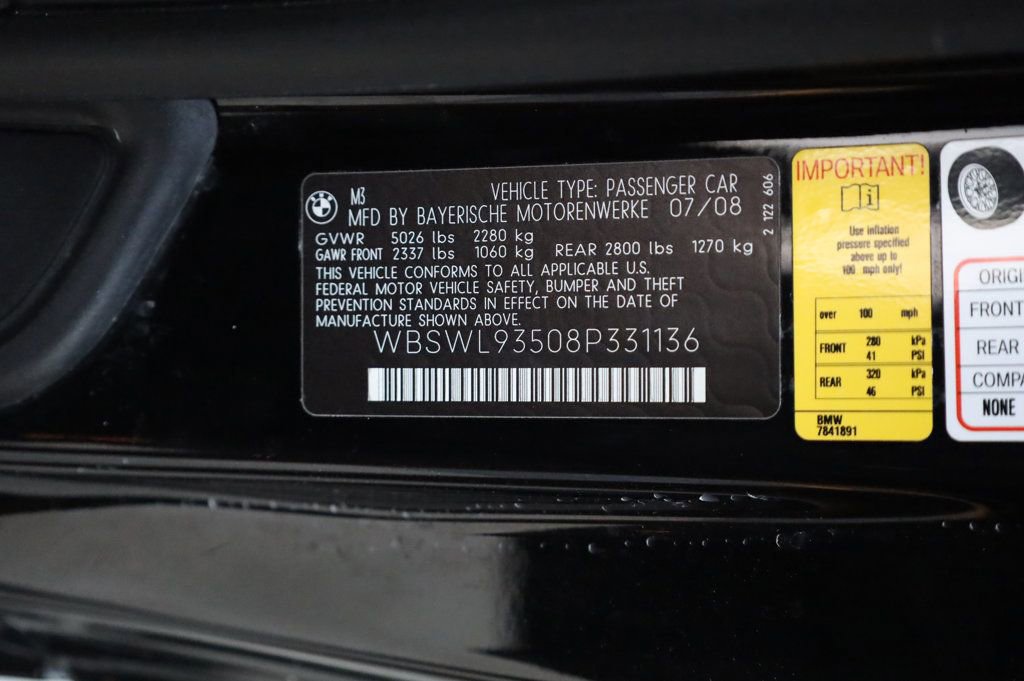 M3 VEHICLE TYPE: PASSENGER CAR
MFD BY BAYERISCHE MOTORENWERKE 07/08
GVWR 5026 lbs 2280 kg
GAWR FRONT 2337 lbs 1060 kg REAR 2800 lbs 1270 kg
THIS VEHICLE CONFORMS TO ALL APPLICABLE U.S.
FEDERAL MOTOR VEHICLE SAFETY, BUMPER AND THEFT
PREVENTION STANDARDS IN EFFECT ON THE DATE OF
MANUFACTURE SHOWN ABOVE.
WBSWL93508P331136
2 122 606
IMPORTANT!
i
Use inflation
pressure specified
above up to
100 mph only!
over 100 mph
FRONT 280 kPa
41 PSI
REAR 320 kPa
46 PSI
BMW
7841891
ORIGI
FRONT
REAR
COMPA
NONE